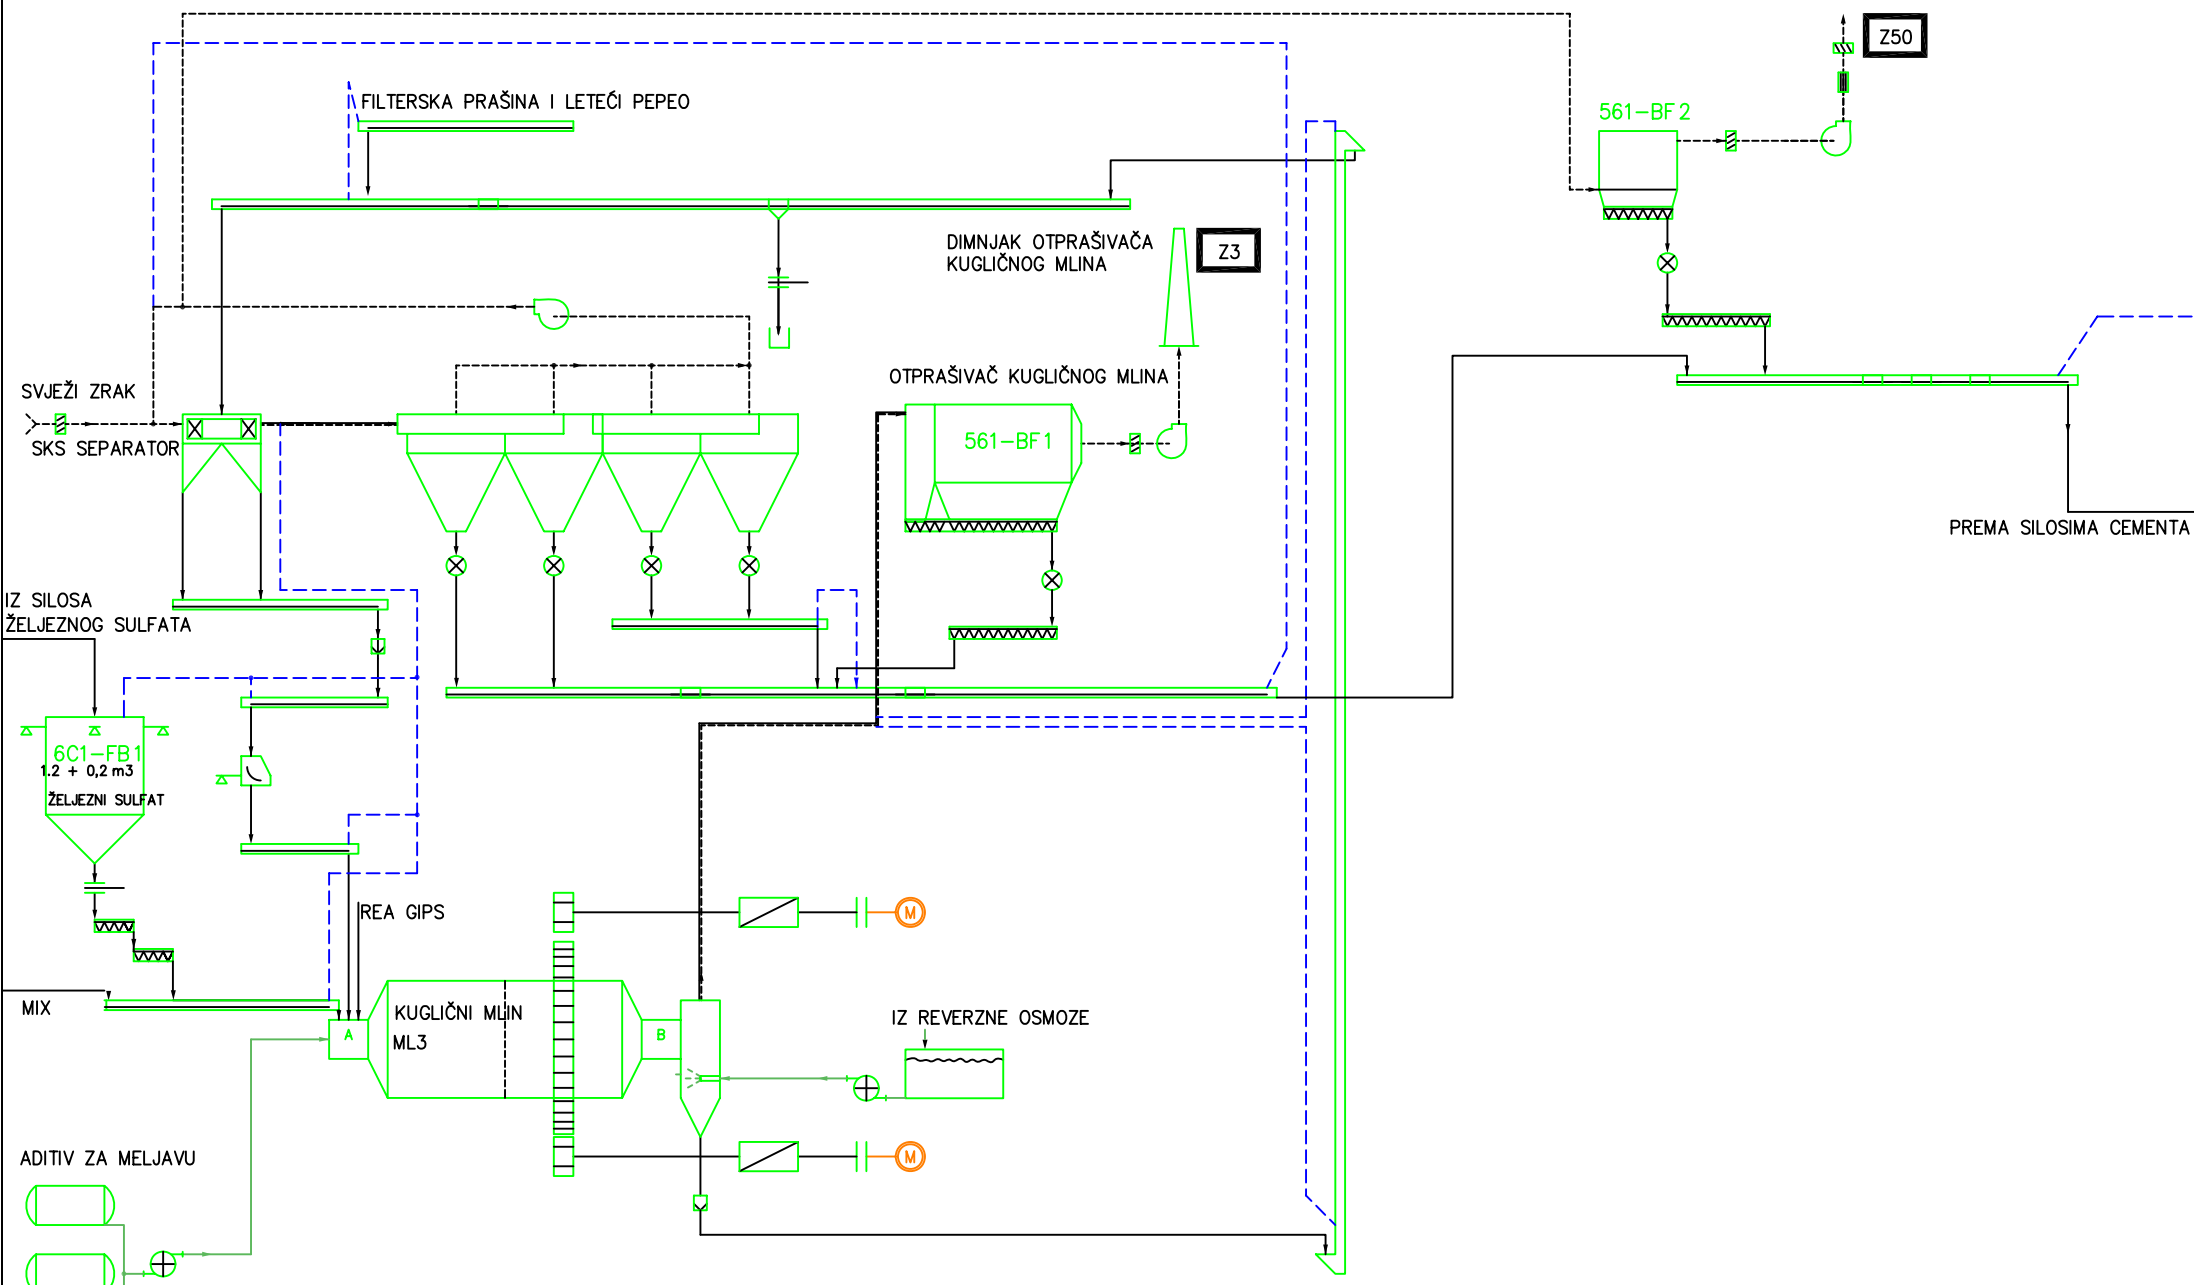 Z50
FILTERSKA PRAŠINA I LETEĆI PEPEO
561-BF2
DIMNJAK OTPRAŠIVAČA
KUGLIČNOG MLINA
Z3
OTPRAŠIVAČ KUGLIČNOG MLINA
SVJEŽI ZRAK
SKS SEPARATOR
561-BF1
PREMA SILOSIMA CEMENTA
IZ SILOSA
ŽELJEZNOG SULFATA
6C1-FB1
1.2 + 0,2 m3
ŽELJEZNI SULFAT
REA GIPS
M
MIX
KUGLIČNI MLIN
ML3
A
B
IZ REVERZNE OSMOZE
M
ADITIV ZA MELJAVU